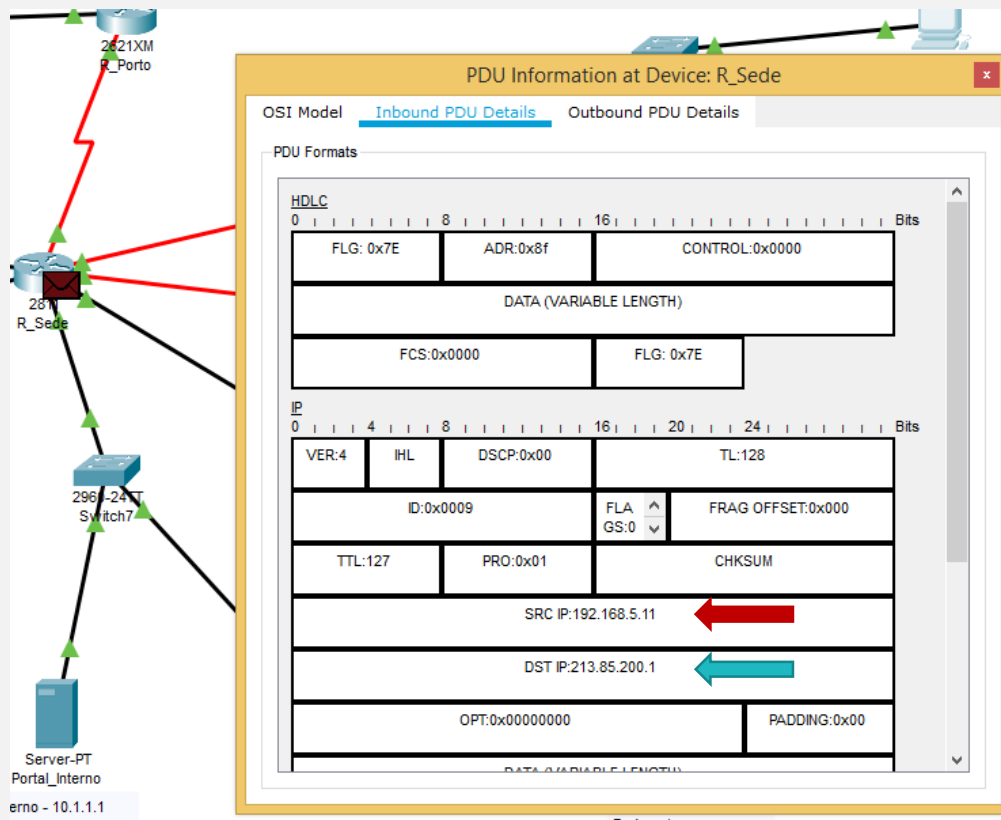 2621XM
R_Porto
PDU Information at Device: R_Sede
x
OSI Model Inbound PDU Details Outbound PDU Details
PDU Formats
HDLC
0 8 16 Bits
FLG: 0x7E ADR:0x8f CONTROL:0x0000
DATA (VARIABLE LENGTH)
FCS:0x0000 FLG: 0x7E
IP
0 4 8 16 20 24 Bits
VER:4 IHL DSCP:0x00 TL:128
ID:0x0009 FLA
GS:0 FRAG OFFSET:0x000
TTL:127 PRO:0x01 CHKSUM
SRC IP:192.168.5.11
DST IP:213.85.200.1
OPT:0x00000000 PADDING:0x00
DATA (VARIABLE LENGTH)
R_Sede
Switch7
Server-PT
Portal_Interno
erno - 10.1.1.1